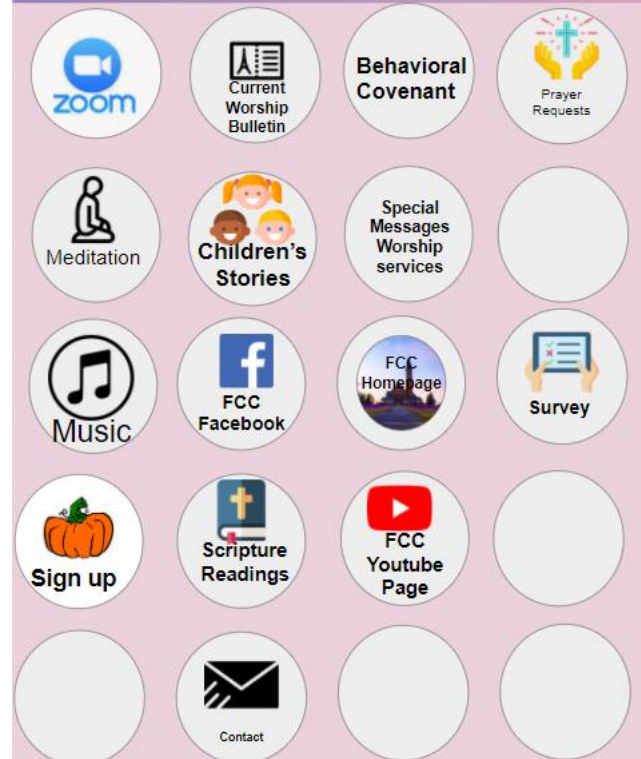 zoom
Current
Worship
Bulletin
Behavioral
Covenant
Prayer
Requests
Meditation
Children's
Stories
Special
Messages
Worship
services
Music
FCC
Facebook
FCC
Homepage
Survey
Sign up
Scripture
Readings
FCC
Youtube
Page
Contact